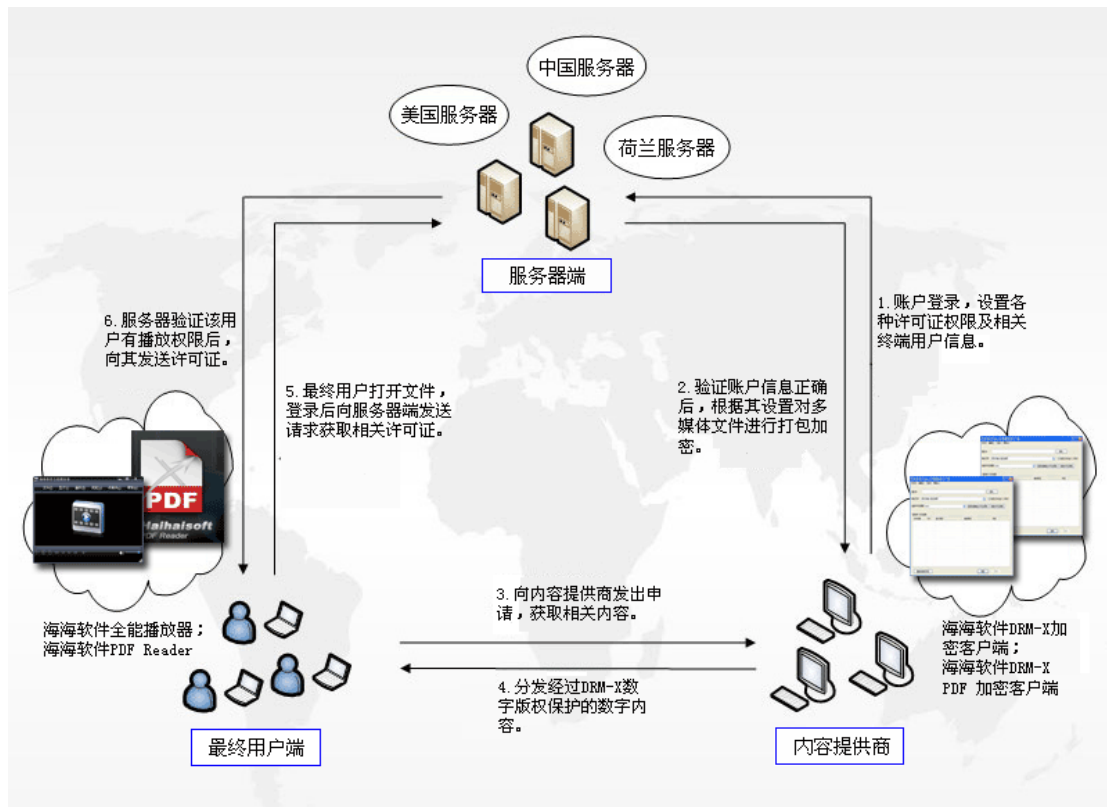 中国服务器
美国服务器
荷兰服务器
服务器端
1.账户登录，设置各
种许可证权限及相关
终端用户信息。
6.服务器验证该用
户有播放权限后，
向其发送许可证。
5.最终用户打开文件，
登录后向服务器端发送
请求获取相关许可证。
2.验证账户信息正确
后，根据其设置对多
媒体文件进行打包加
密。
PDF
Haihaisoft
PDF Reader
3.向内容提供商发出申
请，获取相关内容。
海海软件全能播放器；
海海软件PDF Reader
海海软件DRM-X加
密客户端；
海海软件DRM-X
PDF 加密客户端
4.分发经过DRM-X数
字版权保护的数字内
容。
最终用户端
内容提供商